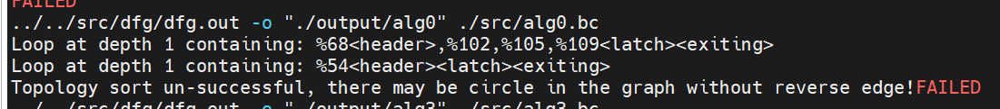 FAILED
../../src/dfg/dfg.out -o "./output/alg0" ./src/alg0.bc
Loop at depth 1 containing: %68<header>,%102,%105,%109<latch><exiting>
Loop at depth 1 containing: %54<header><latch><exiting>
Topology sort un-successful, there may be circle in the graph without reverse edge!FAILED
../../src/dfg/dfg.out -o "./output/alg3" ./src/alg3.bc